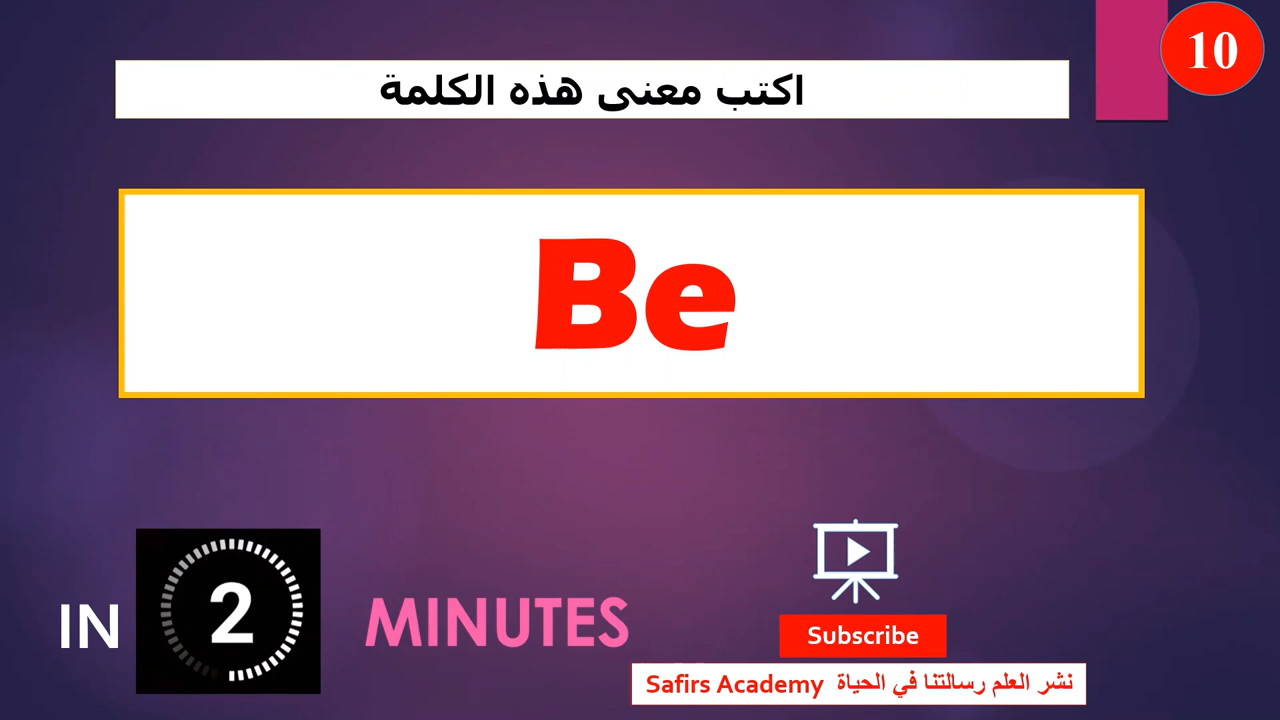 10
اكتب معنى هذه الكلمة
Be
IN 2 MINUTES
Subscribe
Safirs Academy نشر العلم رسالتنا في الحياة